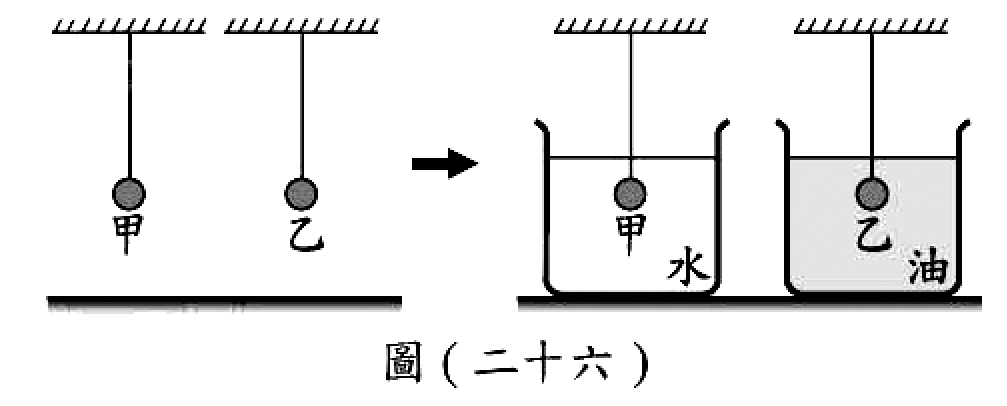 甲 乙 甲 乙
水 油
圖(二十六)